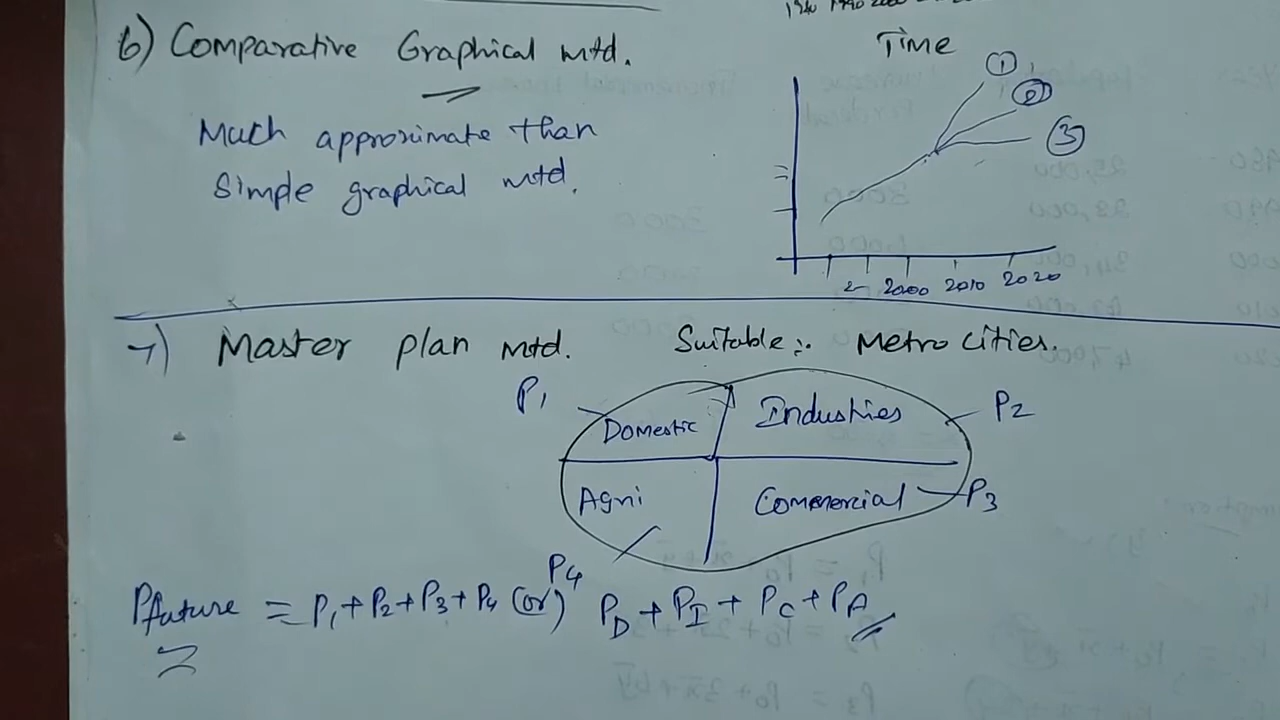 Time
6) Comparative Graphical mtd.
① ② ③
Much approximate than
Simple graphical mtd.
2000 2010 2020
7) Master plan mtd. Suitable:- Metro cities.
P1 Domestic Industries P2
Agri Commercial P3
P4
Pfuture = P1 + P2 + P3 + P4 (or) PD + PI + PC + PA